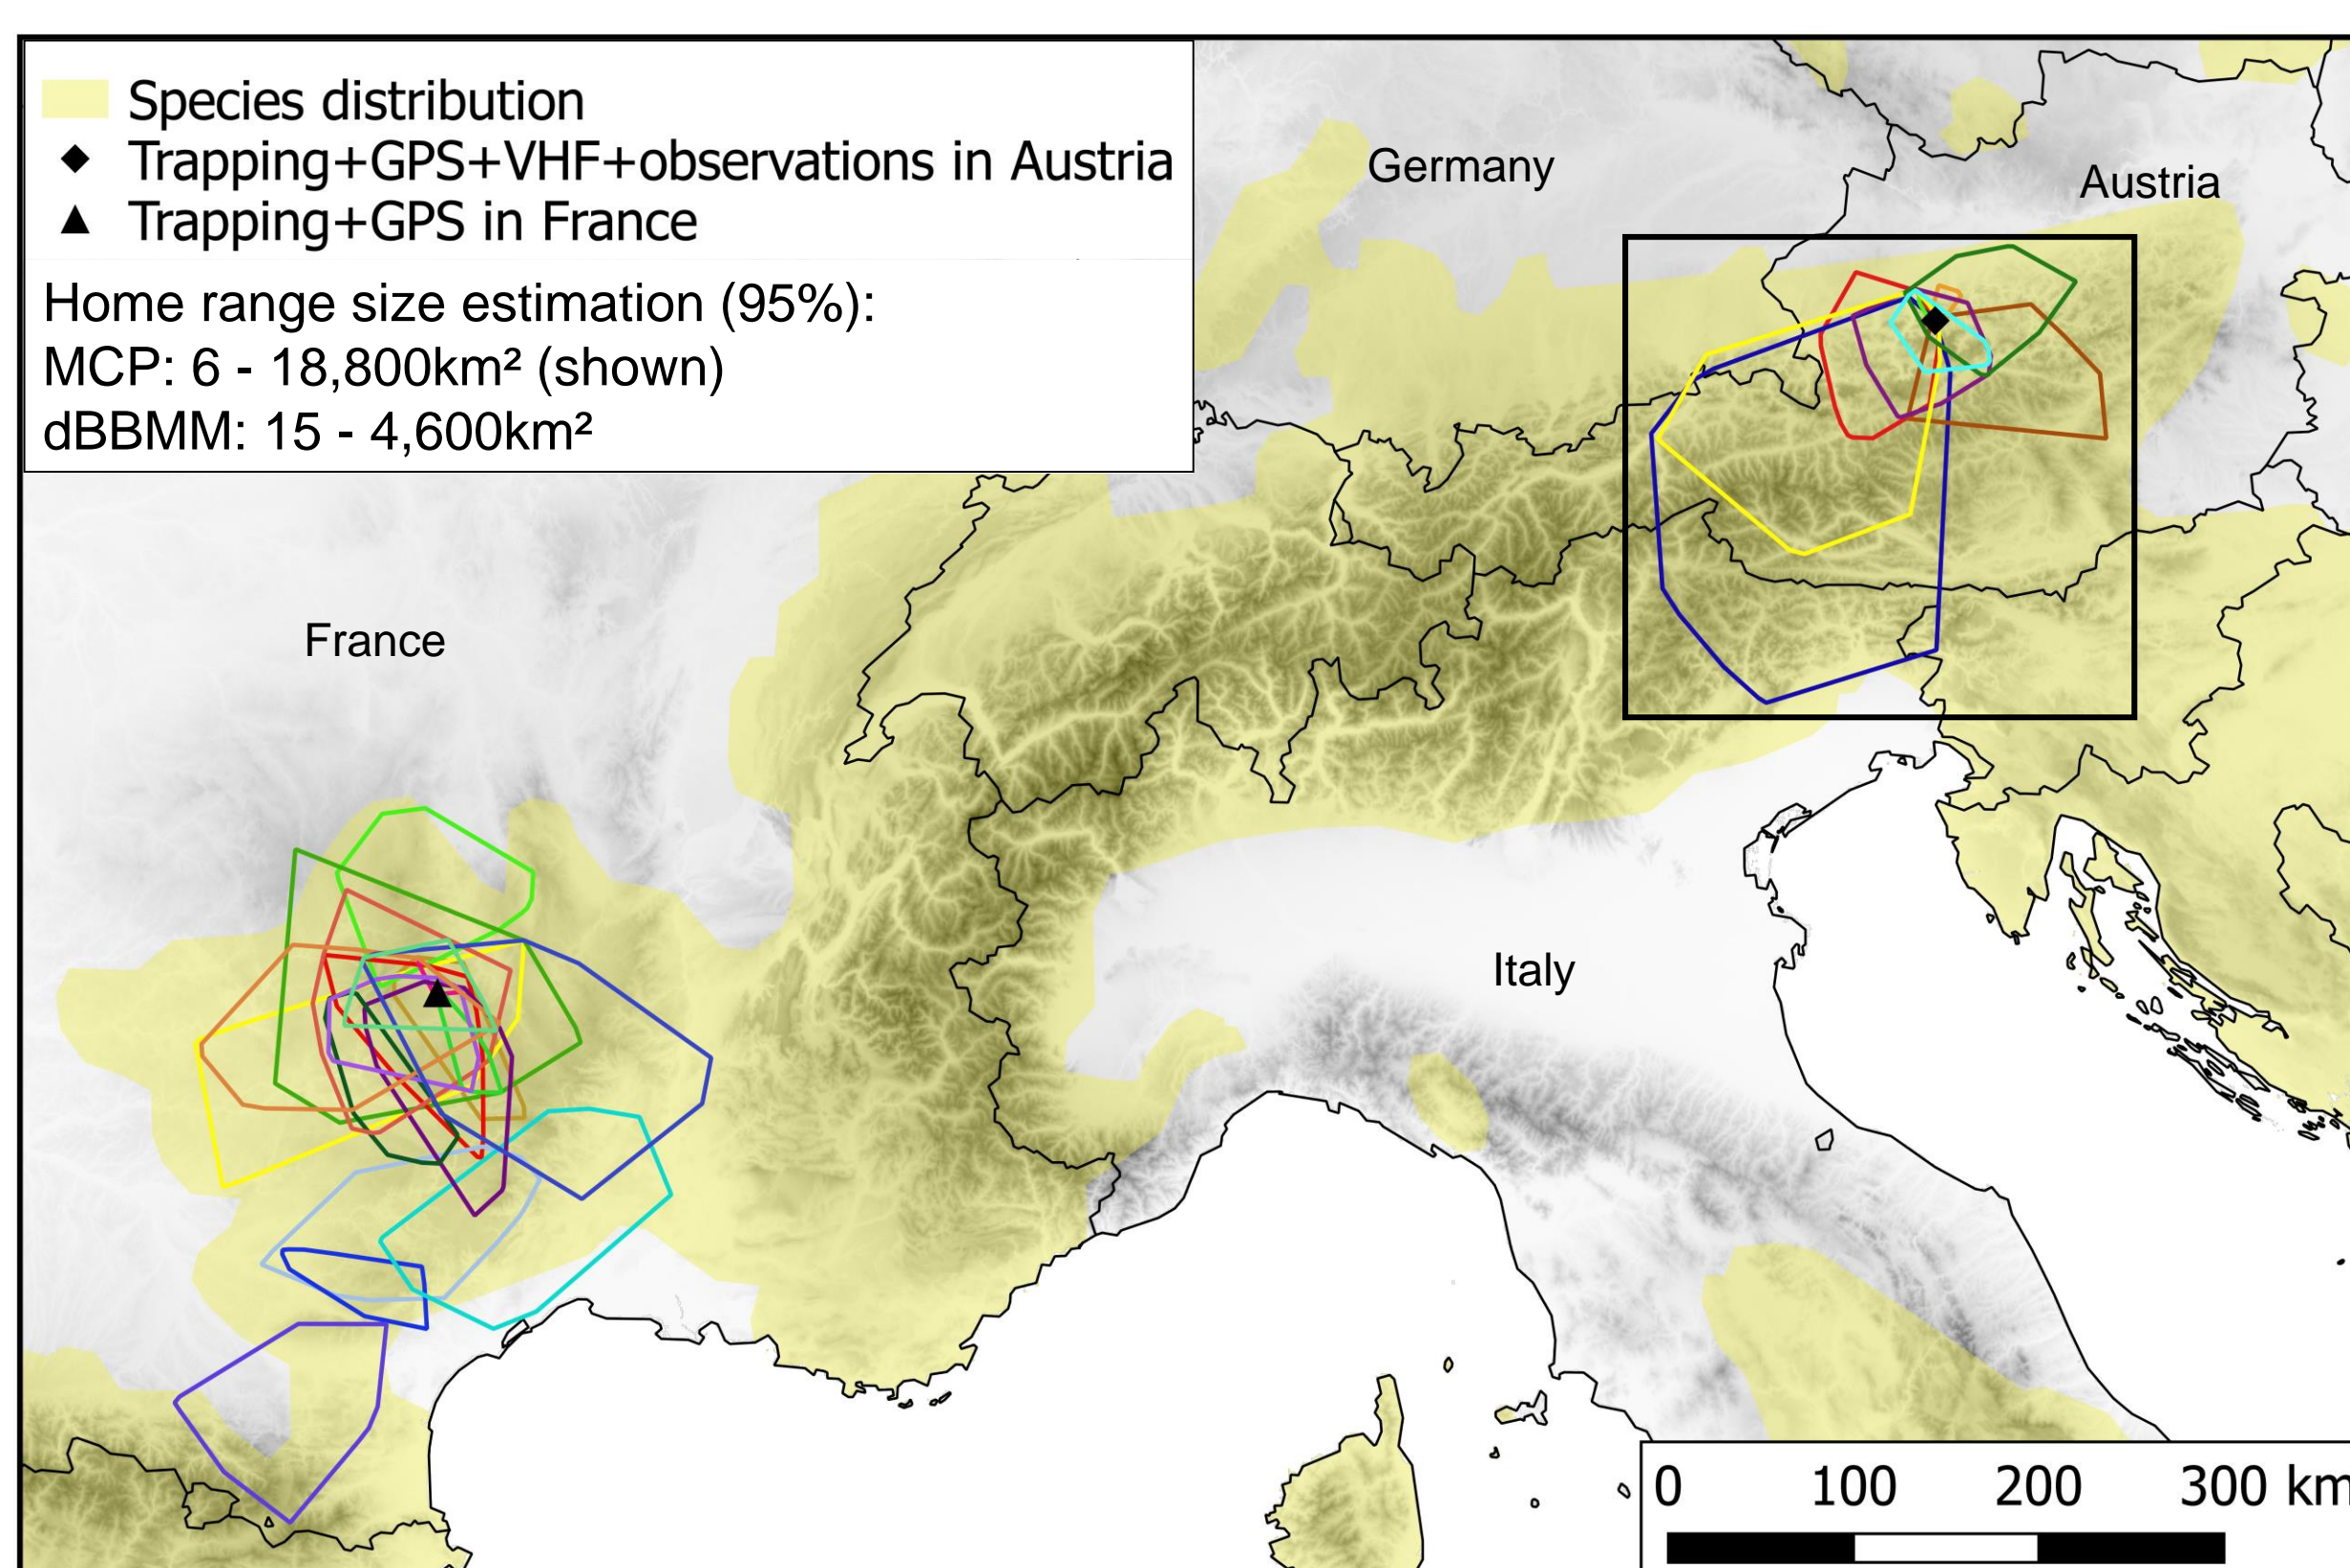 Species distribution
Trapping+GPS+VHF+observations in Austria
Trapping+GPS in France
Home range size estimation (95%):
MCP: 6 - 18,800km² (shown)
dBBMM: 15 - 4,600km²
Germany
Austria
France
Italy
0 100 200 300 km